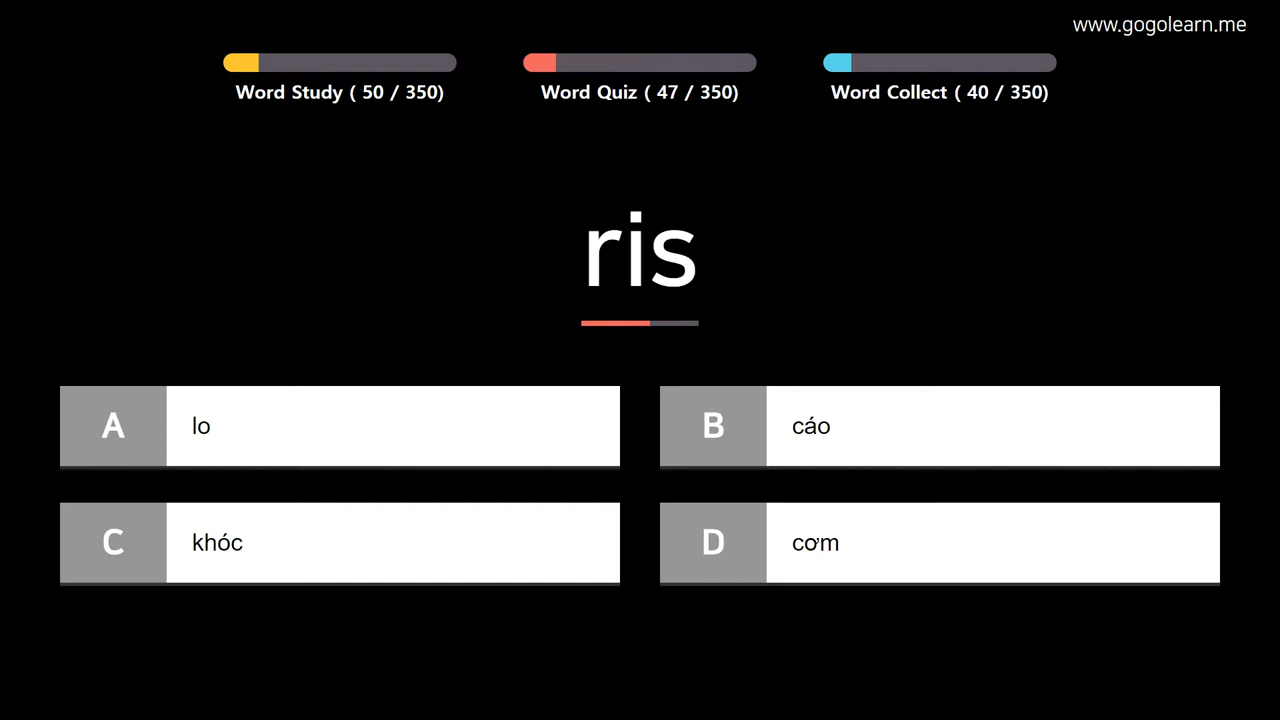 www.gogolearn.me
Word Study ( 50 / 350)
Word Quiz ( 47 / 350)
Word Collect ( 40 / 350)
ris
A lo
B cáo
C khóc
D cơm